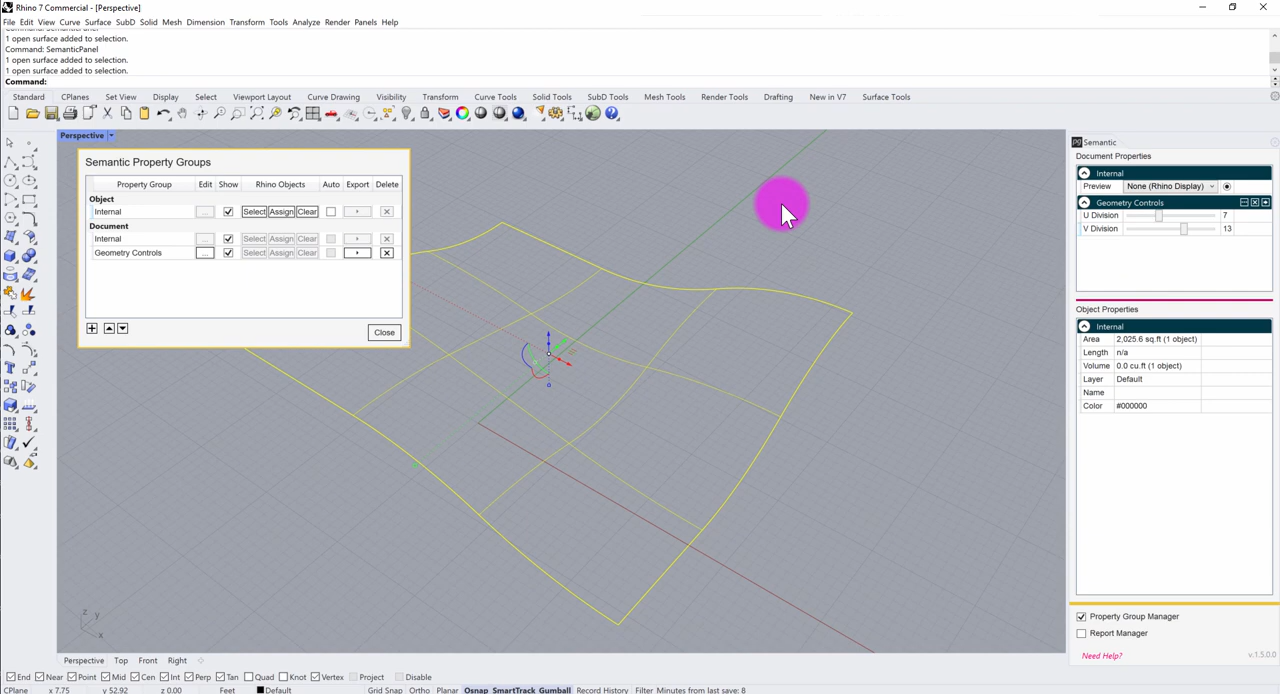 Rhino 7 Commercial - [Perspective]
File Edit View Curve Surface SubD Solid Mesh Dimension Transform Tools Analyze Render Panels Help
1 open surface added to selection.
Command: SemanticPanel
1 open surface added to selection.
1 open surface added to selection.
Command:
Standard CPlanes Set View Display Select Viewport Layout Curve Drawing Visibility Transform Curve Tools Surface Tools Solid Tools SubD Tools Mesh Tools Render Tools Drafting New in V7
Perspective
Semantic Property Groups
Property Group Edit Show Rhino Objects Auto Export Delete
Object
Internal ... Select Assign Clear
Document
Internal ... Select Assign Clear
Geometry Controls ... Select Assign Clear
Close
z y
x
Semantic
Document Properties
Internal
Preview None (Rhino Display)
Geometry Controls
U Division 7
V Division 13
Object Properties
Internal
Area 2,025.6 sq.ft (1 object)
Length n/a
Volume 0.0 cu.ft (1 object)
Layer Default
Name
Color #000000
Property Group Manager
Report Manager
Need Help? v:1.5.0.0
Perspective Top Front Right
End Near Point Mid Cen Int Perp Tan Quad Knot Vertex Project Disable
CPlane x 7.75 y 52.92 z 0.00 Feet Default Grid Snap Ortho Planar Osnap SmartTrack Gumball Record History Filter Minutes from last save: 8